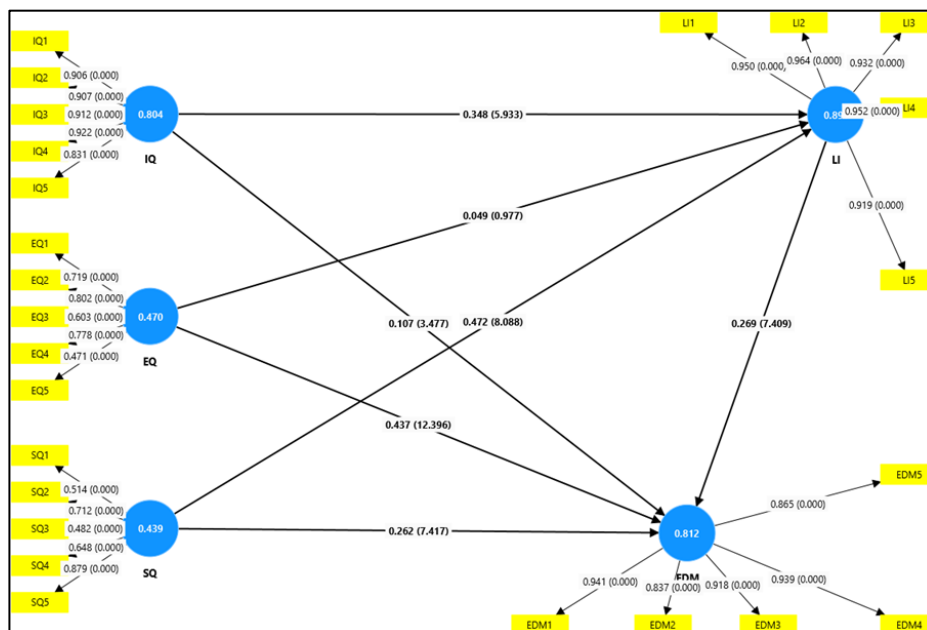 IQ1
0.906 (0.000)
IQ2
0.907 (0.000)
IQ3
0.912 (0.000)
0.922 (0.000)
IQ4
0.831 (0.000)
IQ5
0.804
IQ
EQ1
0.719 (0.000)
EQ2
0.802 (0.000)
EQ3
0.603 (0.000)
0.778 (0.000)
EQ4
0.471 (0.000)
EQ5
0.470
EQ
SQ1
0.514 (0.000)
SQ2
0.712 (0.000)
SQ3
0.482 (0.000)
0.648 (0.000)
SQ4
0.879 (0.000)
SQ5
0.439
SQ
0.348 (5.933)
0.049 (0.977)
0.107 (3.477)
0.472 (8.088)
0.437 (12.396)
0.262 (7.417)
0.269 (7.409)
LI1
LI2
LI3
0.950 (0.000)
0.964 (0.000)
0.932 (0.000)
0.952 (0.000)
LI4
LI
0.919 (0.000)
LI5
0.812
EDM
EDM5
0.865 (0.000)
0.941 (0.000)
0.837 (0.000)
0.918 (0.000)
0.939 (0.000)
EDM1
EDM2
EDM3
EDM4